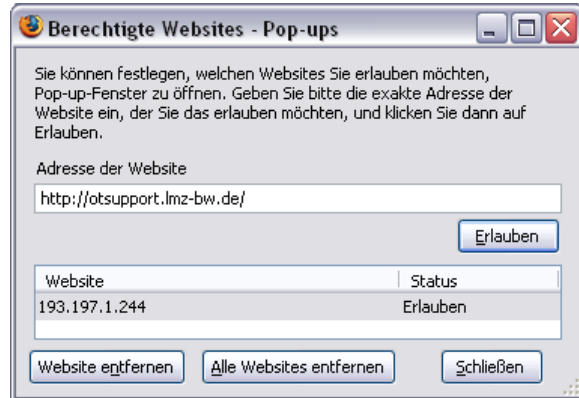 Berechtigte Websites - Pop-ups
Sie können festlegen, welchen Websites Sie erlauben möchten,
Pop-up-Fenster zu öffnen. Geben Sie bitte die exakte Adresse der
Website ein, der Sie das erlauben möchten, und klicken Sie dann auf
Erlauben.
Adresse der Website
http://otsupport.lmz-bw.de/
Erlauben
Website Status
193.197.1.244 Erlauben
Website entfernen Alle Websites entfernen Schließen